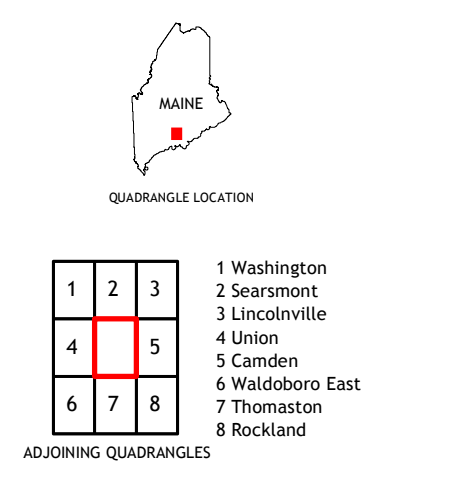 MAINE
QUADRANGLE LOCATION
1 2 3
4 5
6 7 8
ADJOINING QUADRANGLES
1 Washington
2 Searsmont
3 Lincolnville
4 Union
5 Camden
6 Waldoboro East
7 Thomaston
8 Rockland